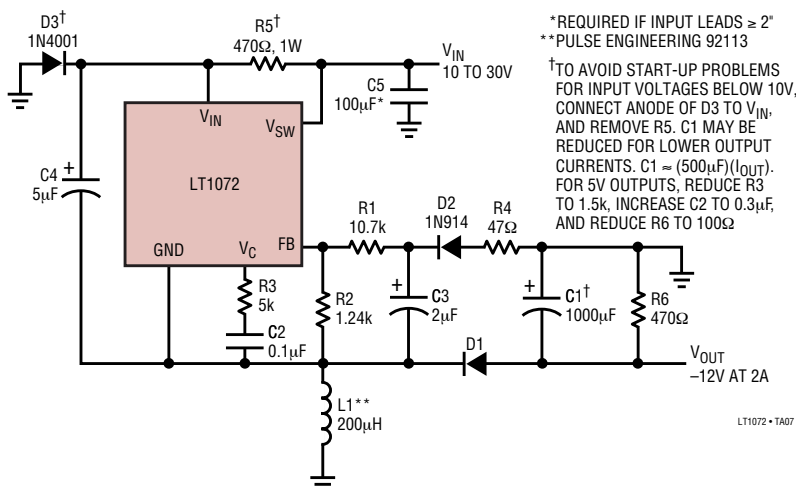 D3†
1N4001
R5†
470Ω, 1W
VIN
10 TO 30V
C5
100µF*
*REQUIRED IF INPUT LEADS ≥ 2"
**PULSE ENGINEERING 92113
†TO AVOID START-UP PROBLEMS
FOR INPUT VOLTAGES BELOW 10V,
CONNECT ANODE OF D3 TO VIN,
AND REMOVE R5. C1 MAY BE
REDUCED FOR LOWER OUTPUT
CURRENTS. C1 ≈ (500µF)(IOUT).
FOR 5V OUTPUTS, REDUCE R3
TO 1.5k, INCREASE C2 TO 0.3µF,
AND REDUCE R6 TO 100Ω
VIN
VSW
LT1072
GND
VC
FB
C4
+
5µF
R1
10.7k
D2
1N914
R4
47Ω
R3
5k
C2
0.1µF
R2
1.24k
+
C3
2µF
+
C1†
1000µF
R6
470Ω
D1
VOUT
–12V AT 2A
L1**
200µH
LT1072 • TA07